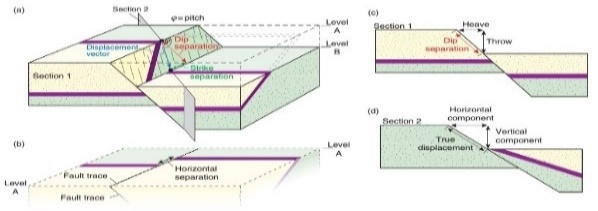 (a)
Section 2
φ= pitch
Level
A
Displacement
vector
Dip
separation
Level
B
Section 1
Strike
separation
(b)
Level
A
Fault trace
Horizontal
separation
Level
A
Fault trace
(c)
Section 1
Heave
Dip
separation
Throw
(d)
Section 2
Horizontal
component
True
displacement
Vertical
component